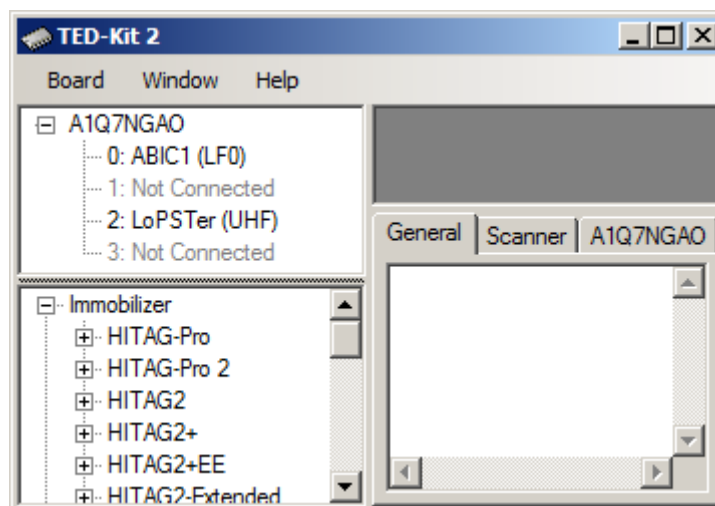 TED-Kit 2
Board Window Help
A1Q7NGAO
0: ABIC1 (LF0)
1: Not Connected
2: LoPSTer (UHF)
3: Not Connected
General Scanner A1Q7NGAO
Immobilizer
HITAG-Pro
HITAG-Pro 2
HITAG2
HITAG2+
HITAG2+EE
HITAG2-Extended